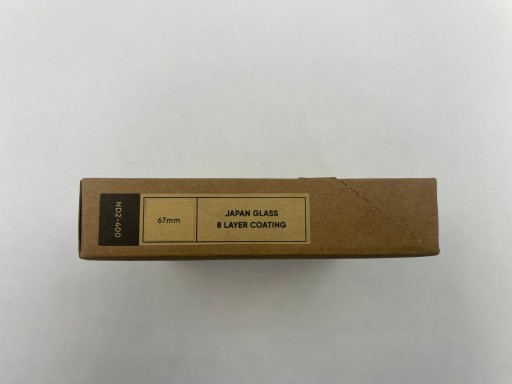 ND2-400
67mm
JAPAN GLASS
8 LAYER COATING